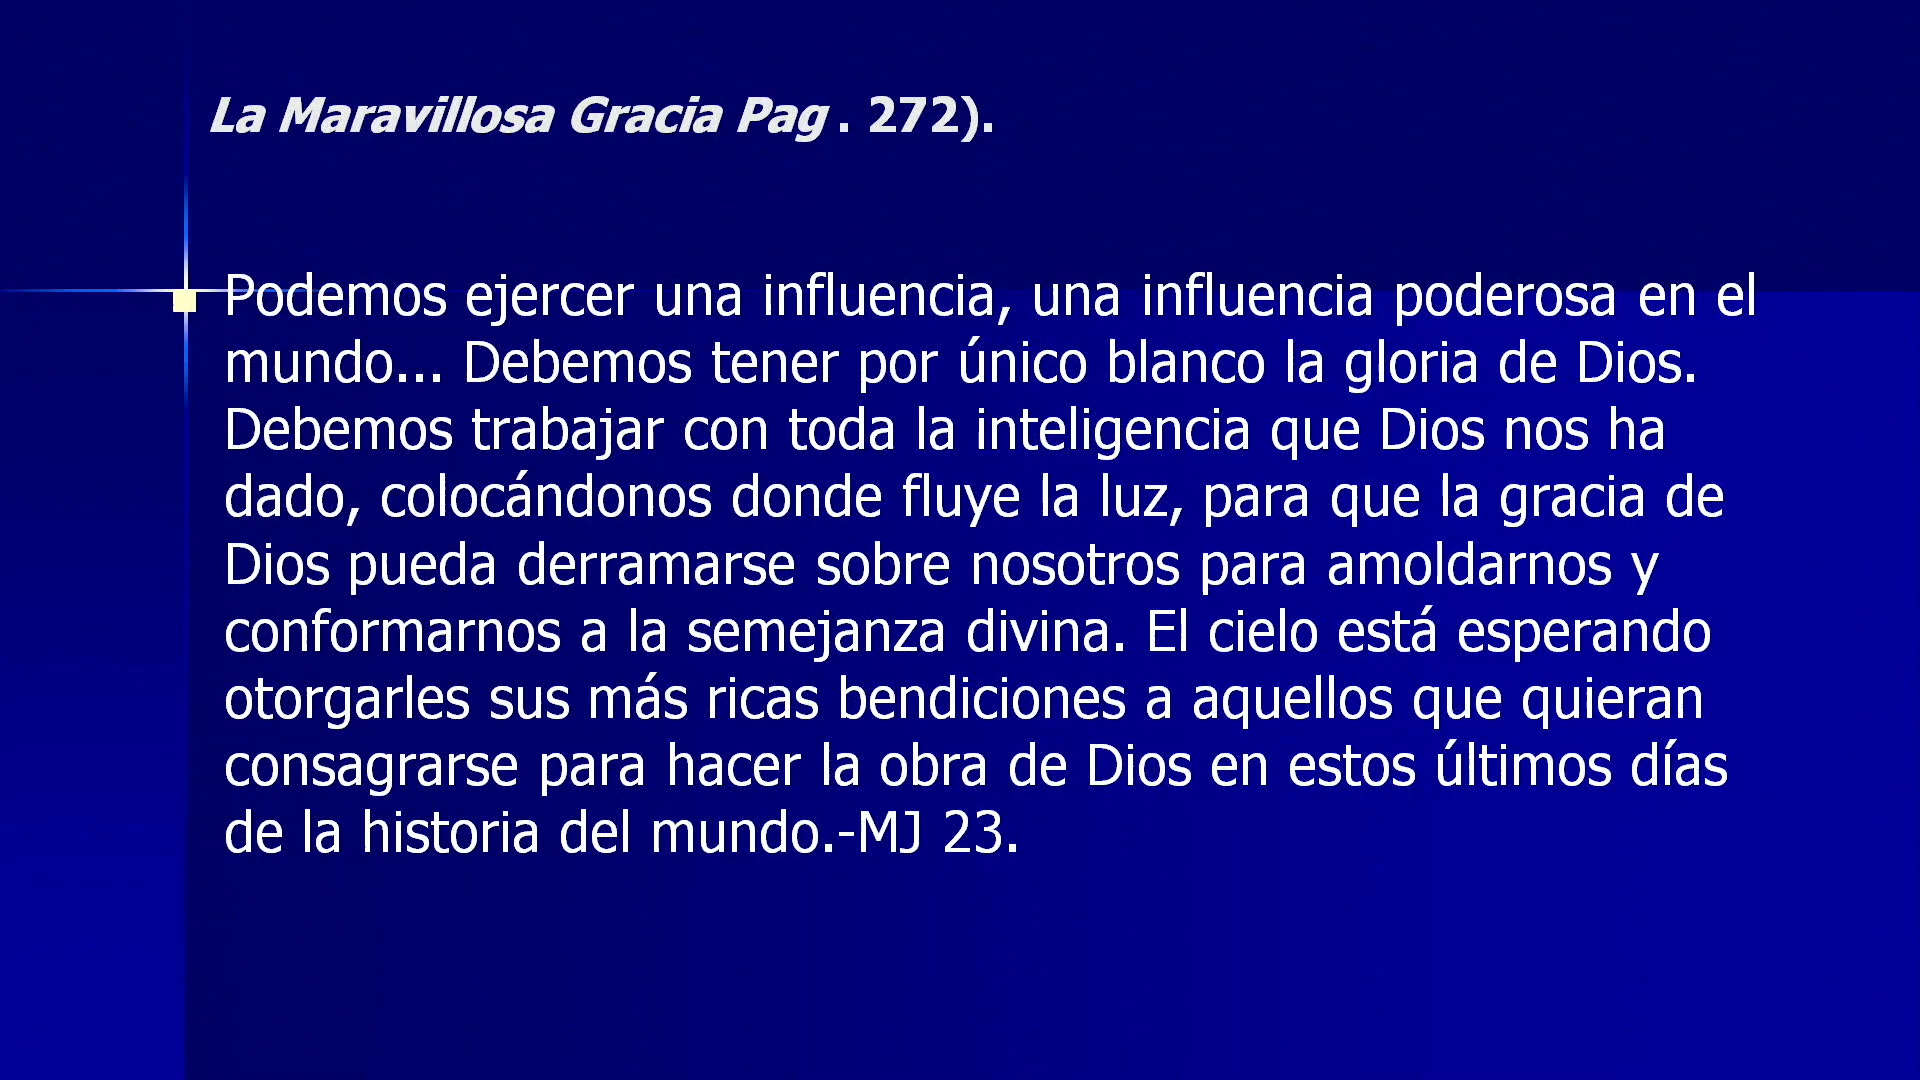 La Maravillosa Gracia Pag . 272).
Podemos ejercer una influencia, una influencia poderosa en el
mundo... Debemos tener por único blanco la gloria de Dios.
Debemos trabajar con toda la inteligencia que Dios nos ha
dado, colocándonos donde fluye la luz, para que la gracia de
Dios pueda derramarse sobre nosotros para amoldarnos y
conformarnos a la semejanza divina. El cielo está esperando
otorgarles sus más ricas bendiciones a aquellos que quieran
consagrarse para hacer la obra de Dios en estos últimos días
de la historia del mundo.-MJ 23.